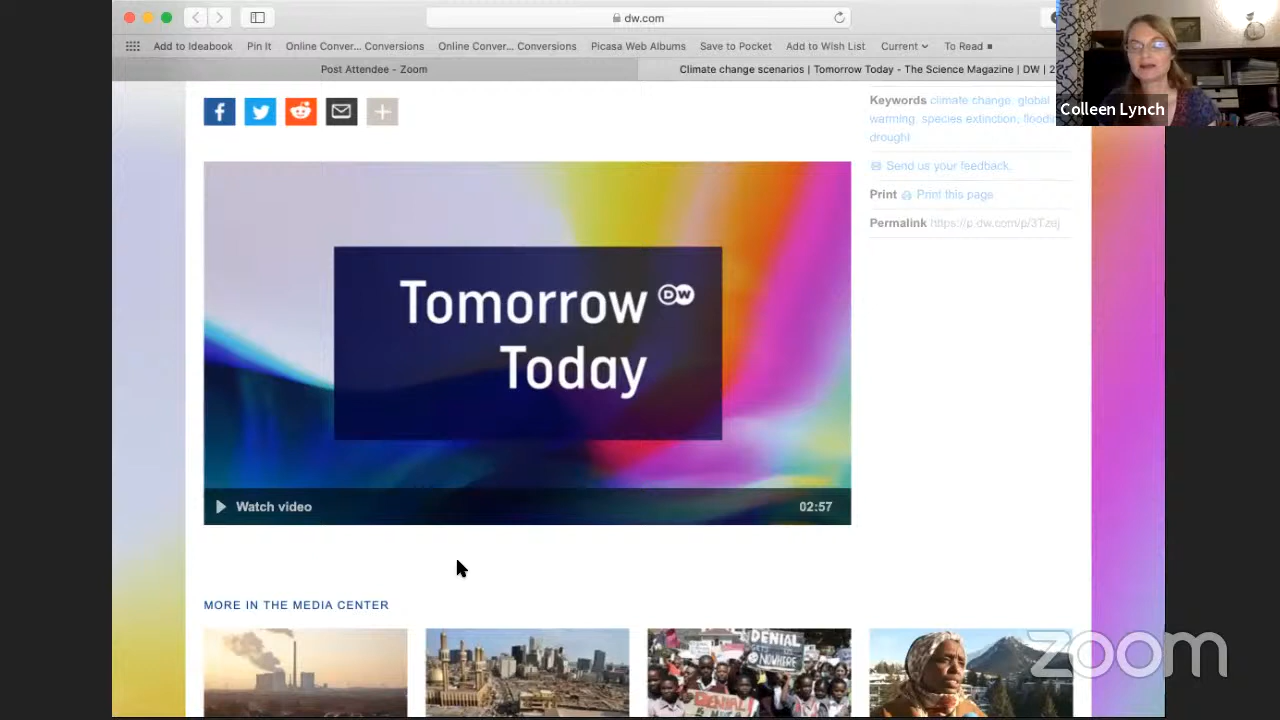 dw.com
Add to Ideabook Pin It Online Conver... Conversions Online Conver... Conversions Picasa Web Albums Save to Pocket Add to Wish List Current To Read
Post Attendee - Zoom
Climate change scenarios | Tomorrow Today - The Science Magazine | DW | 2
Colleen Lynch
Keywords climate change, global
warming, species extinction,
drought
Send us your feedback.
Print Print this page
Permalink
Tomorrow DW
Today
Watch video 02:57
MORE IN THE MEDIA CENTER
DENIAL
NOWHERE
DENIAL
zoom